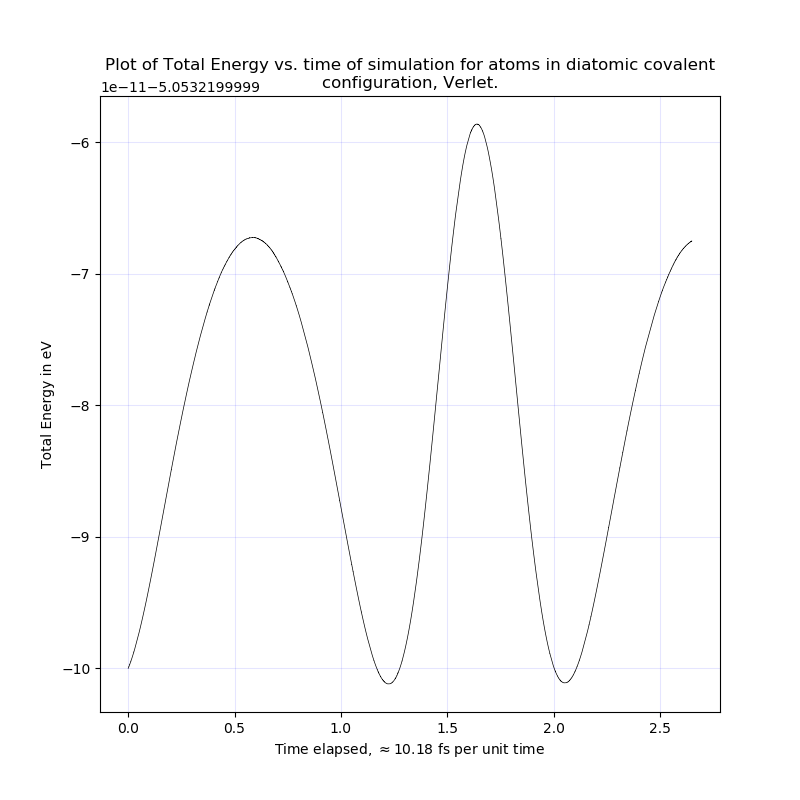 Plot of Total Energy vs. time of simulation for atoms in diatomic covalent
configuration, Verlet.
1e−11−5.0532199999
−6
−7
−8
−9
−10
Total Energy in eV
0.0 0.5 1.0 1.5 2.0 2.5
Time elapsed, ≈ 10.18 fs per unit time